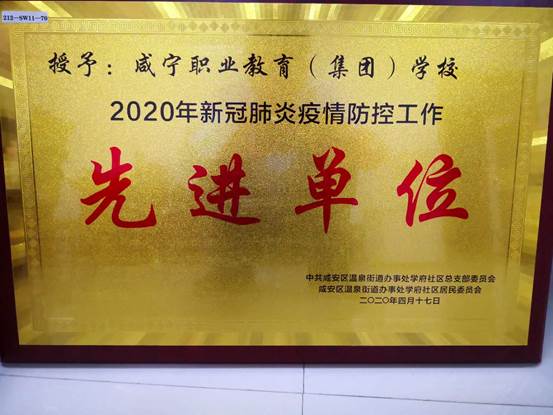 212-SW11-70
授予：咸宁职业教育（集团）学校
2020年新冠肺炎疫情防控工作
先进单位
中共咸安区温泉街道办事处学府社区总支部委员会
咸安区温泉街道办事处学府社区居民委员会
二〇二〇年四月十七日